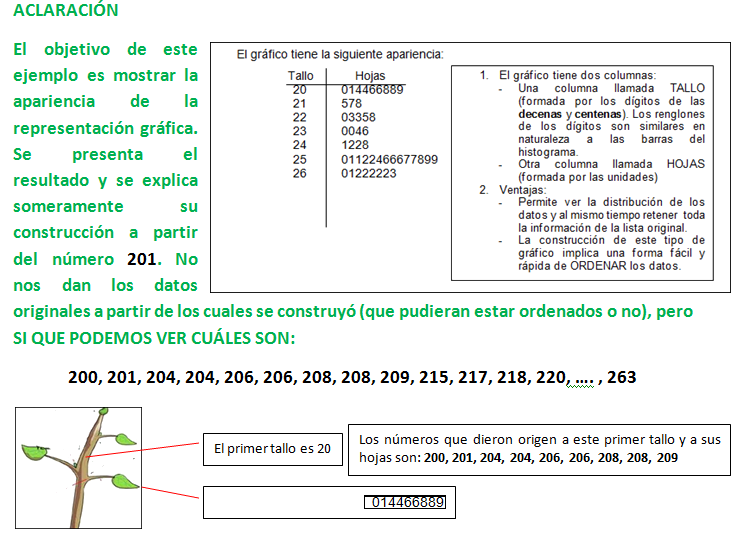 ACLARACIÓN
El objetivo de este
ejemplo es mostrar la
apariencia de la
representación gráfica.
Se presenta el
resultado y se explica
someramente su
construcción a partir
del número 201. No
nos dan los datos
originales a partir de los cuales se construyó (que pudieran estar ordenados o no), pero
SI QUE PODEMOS VER CUÁLES SON:
El gráfico tiene la siguiente apariencia:
Tallo Hojas
20 014466889
21 578
22 03358
23 0046
24 1228
25 01122466677899
26 01222223
1. El gráfico tiene dos columnas:
- Una columna llamada TALLO
(formada por los dígitos de las
decenas y centenas). Los renglones
de los dígitos son similares en
naturaleza a las barras del
histograma.
- Otra columna llamada HOJAS
(formada por las unidades)
2. Ventajas:
- Permite ver la distribución de los
datos y al mismo tiempo retener toda
la información de la lista original.
- La construcción de este tipo de
gráfico implica una forma fácil y
rápida de ORDENAR los datos.
200, 201, 204, 204, 206, 206, 208, 208, 209, 215, 217, 218, 220, .... , 263
El primer tallo es 20
Los números que dieron origen a este primer tallo y a sus
hojas son: 200, 201, 204, 204, 206, 206, 208, 208, 209
014466889